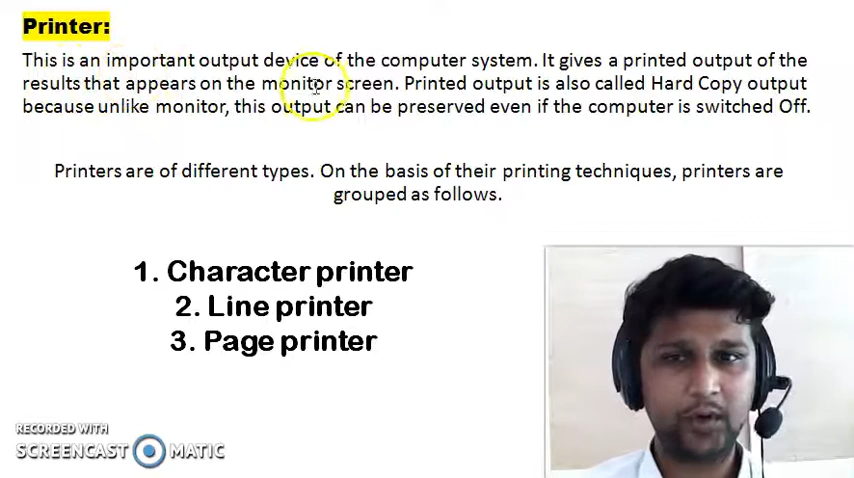 Printer:
This is an important output device of the computer system. It gives a printed output of the
results that appears on the monitor screen. Printed output is also called Hard Copy output
because unlike monitor, this output can be preserved even if the computer is switched Off.
Printers are of different types. On the basis of their printing techniques, printers are
grouped as follows.
1. Character printer
2. Line printer
3. Page printer
RECORDED WITH
SCREENCAST MATIC